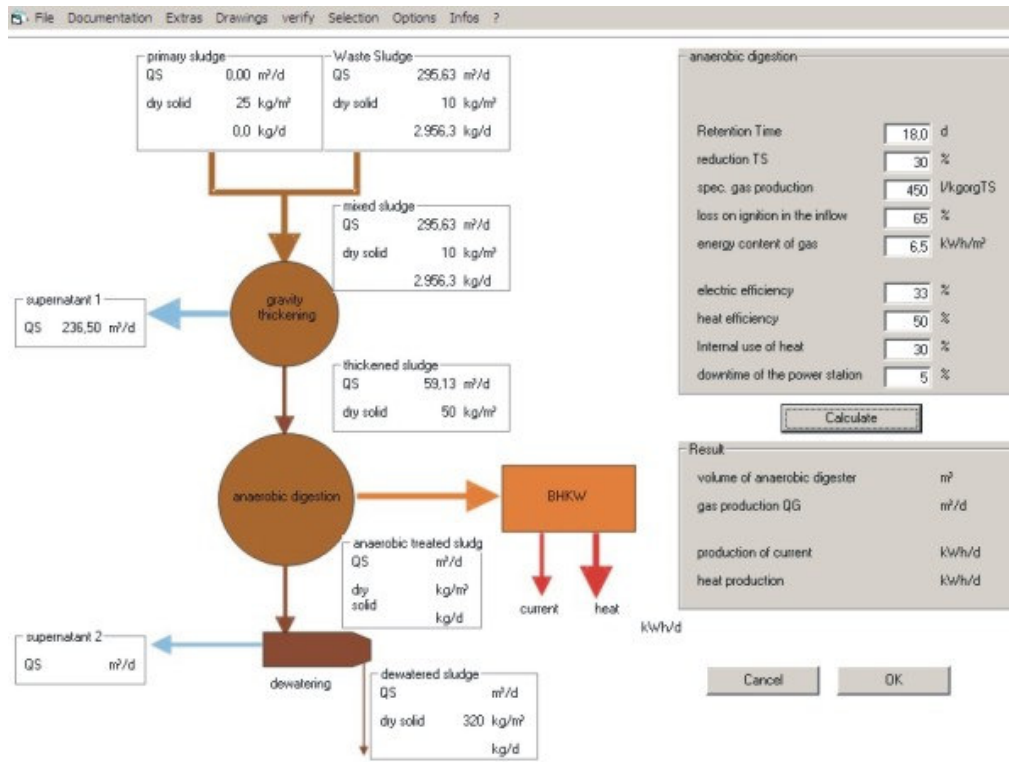 File Documentation Extras Drawings verify Selection Options Infos ?
primary sludge
QS 0,00 m³/d
dry solid 25 kg/m³
0,0 kg/d
Waste Sludge
QS 295,63 m³/d
dry solid 10 kg/m³
2.956,3 kg/d
mixed sludge
QS 295,63 m³/d
dry solid 10 kg/m³
2.956,3 kg/d
gravity
thickening
supernatant 1
QS 236,50 m³/d
thickened sludge
QS 59,13 m³/d
dry solid 50 kg/m³
anaerobic digestion
BHKW
current heat
kWh/d
anaerobic treated sludg
QS m³/d
dry kg/m³
solid
kg/d
supernatant 2
QS m³/d
dewatering
dewatered sludge
QS m³/d
dry solid 320 kg/m³
kg/d
anaerobic digestion
Retention Time 18,0 d
reduction TS 30 %
spec. gas production 450 l/kgorgTS
loss on ignition in the inflow 65 %
energy content of gas 6,5 kWh/m³
electric efficiency 33 %
heat efficiency 50 %
Internal use of heat 30 %
downtime of the power station 5 %
Calculate
Result
volume of anaerobic digester m³
gas production QG m³/d
production of current kWh/d
heat production kWh/d
Cancel OK